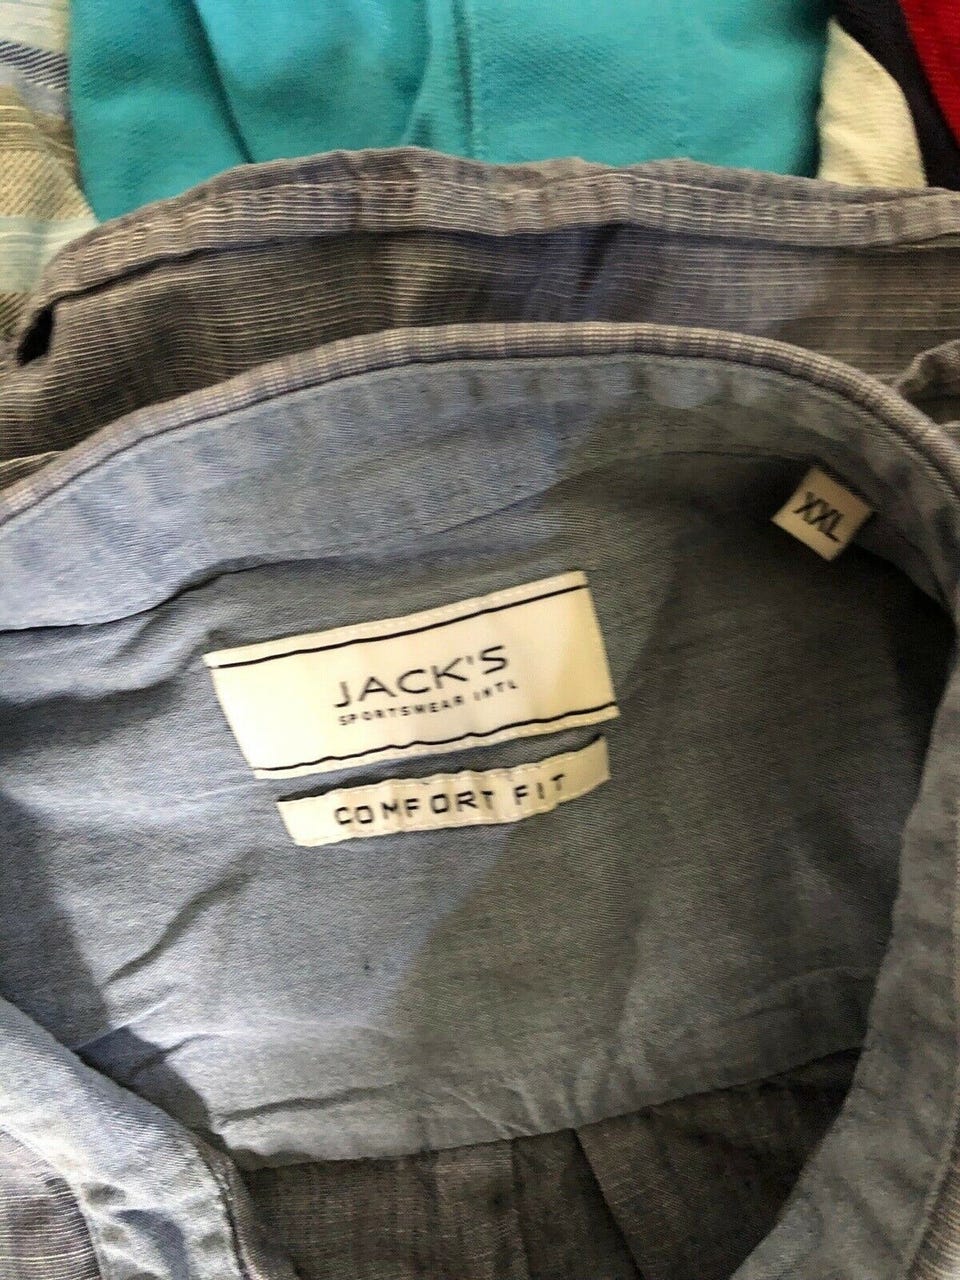 XXL
JACK'S
SPORTSWEAR INTL
COMFORT FIT